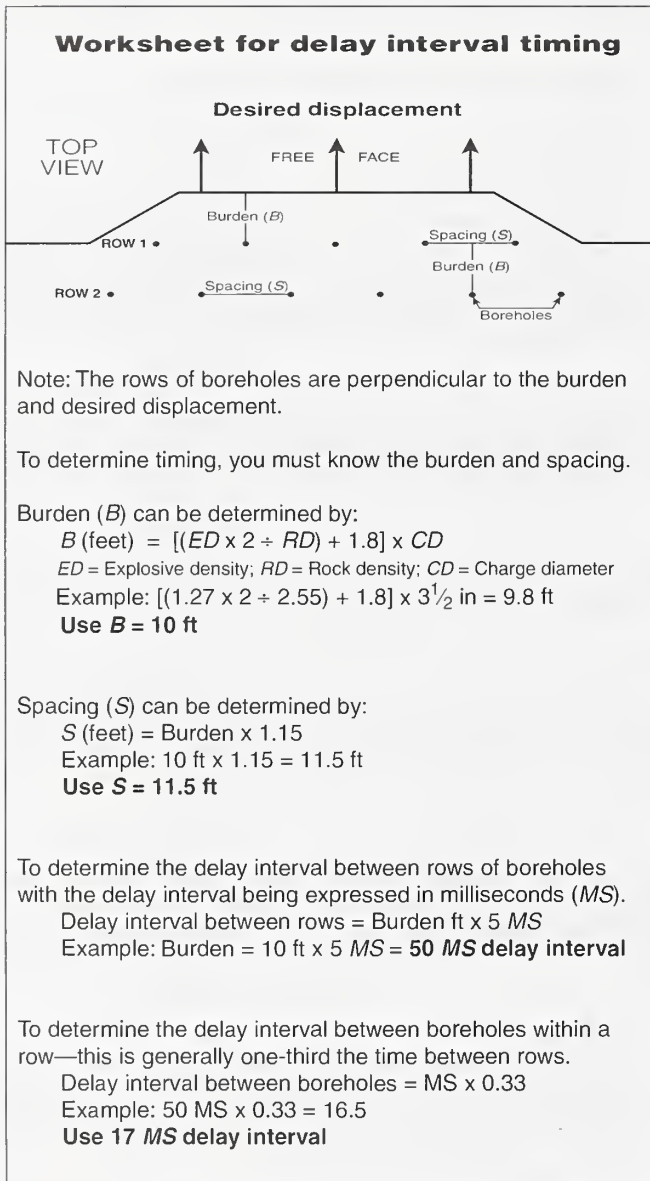 Worksheet for delay interval timing
Desired displacement
TOP
VIEW
FREE FACE
Burden (B)
ROW 1
Spacing (S)
Burden (B)
ROW 2
Spacing (S)
Boreholes
Note: The rows of boreholes are perpendicular to the burden
and desired displacement.
To determine timing, you must know the burden and spacing.
Burden (B) can be determined by:
B (feet) = [(ED x 2 ÷ RD) + 1.8] x CD
ED = Explosive density; RD = Rock density; CD = Charge diameter
Example: [(1.27 x 2 ÷ 2.55) + 1.8] x 3 1/2 in = 9.8 ft
Use B = 10 ft
Spacing (S) can be determined by:
S (feet) = Burden x 1.15
Example: 10 ft x 1.15 = 11.5 ft
Use S = 11.5 ft
To determine the delay interval between rows of boreholes
with the delay interval being expressed in milliseconds (MS).
Delay interval between rows = Burden ft x 5 MS
Example: Burden = 10 ft x 5 MS = 50 MS delay interval
To determine the delay interval between boreholes within a
row—this is generally one-third the time between rows.
Delay interval between boreholes = MS x 0.33
Example: 50 MS x 0.33 = 16.5
Use 17 MS delay interval